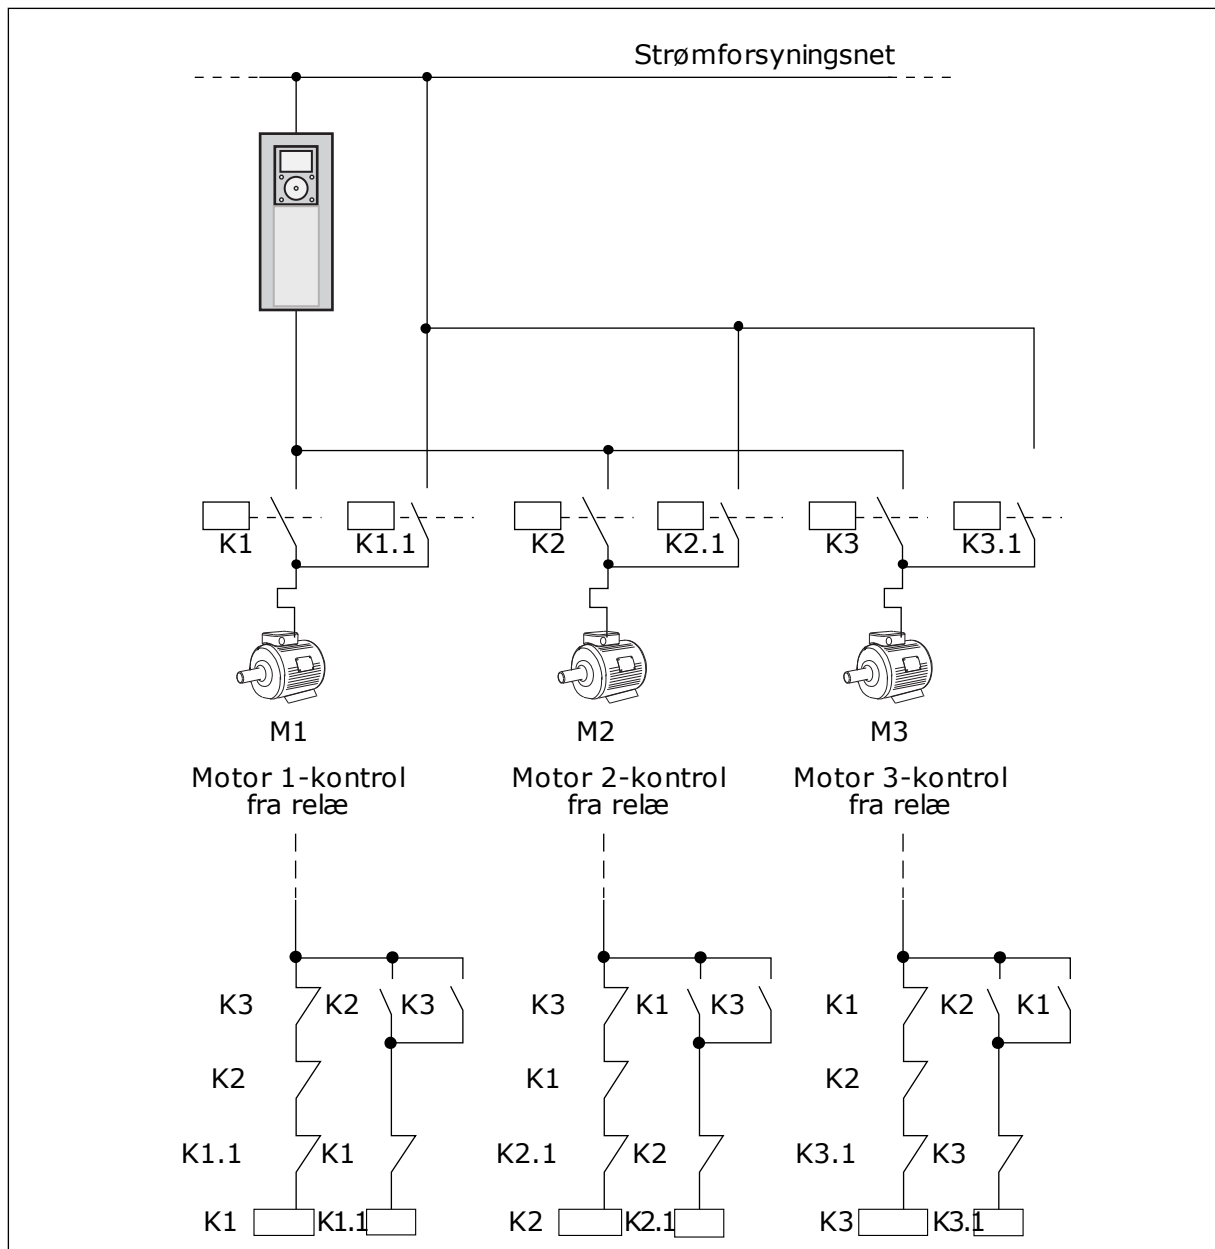 Strømforsyningsnet
K1 K1.1 K2 K2.1 K3 K3.1
M1 M2 M3
Motor 1-kontrol
fra relæ
Motor 2-kontrol
fra relæ
Motor 3-kontrol
fra relæ
K3 K2 K3 K3 K1 K3 K1 K2 K1
K2 K1 K2
K1.1 K1 K2.1 K2 K3.1 K3
K1 K1.1 K2 K2.1 K3 K3.1